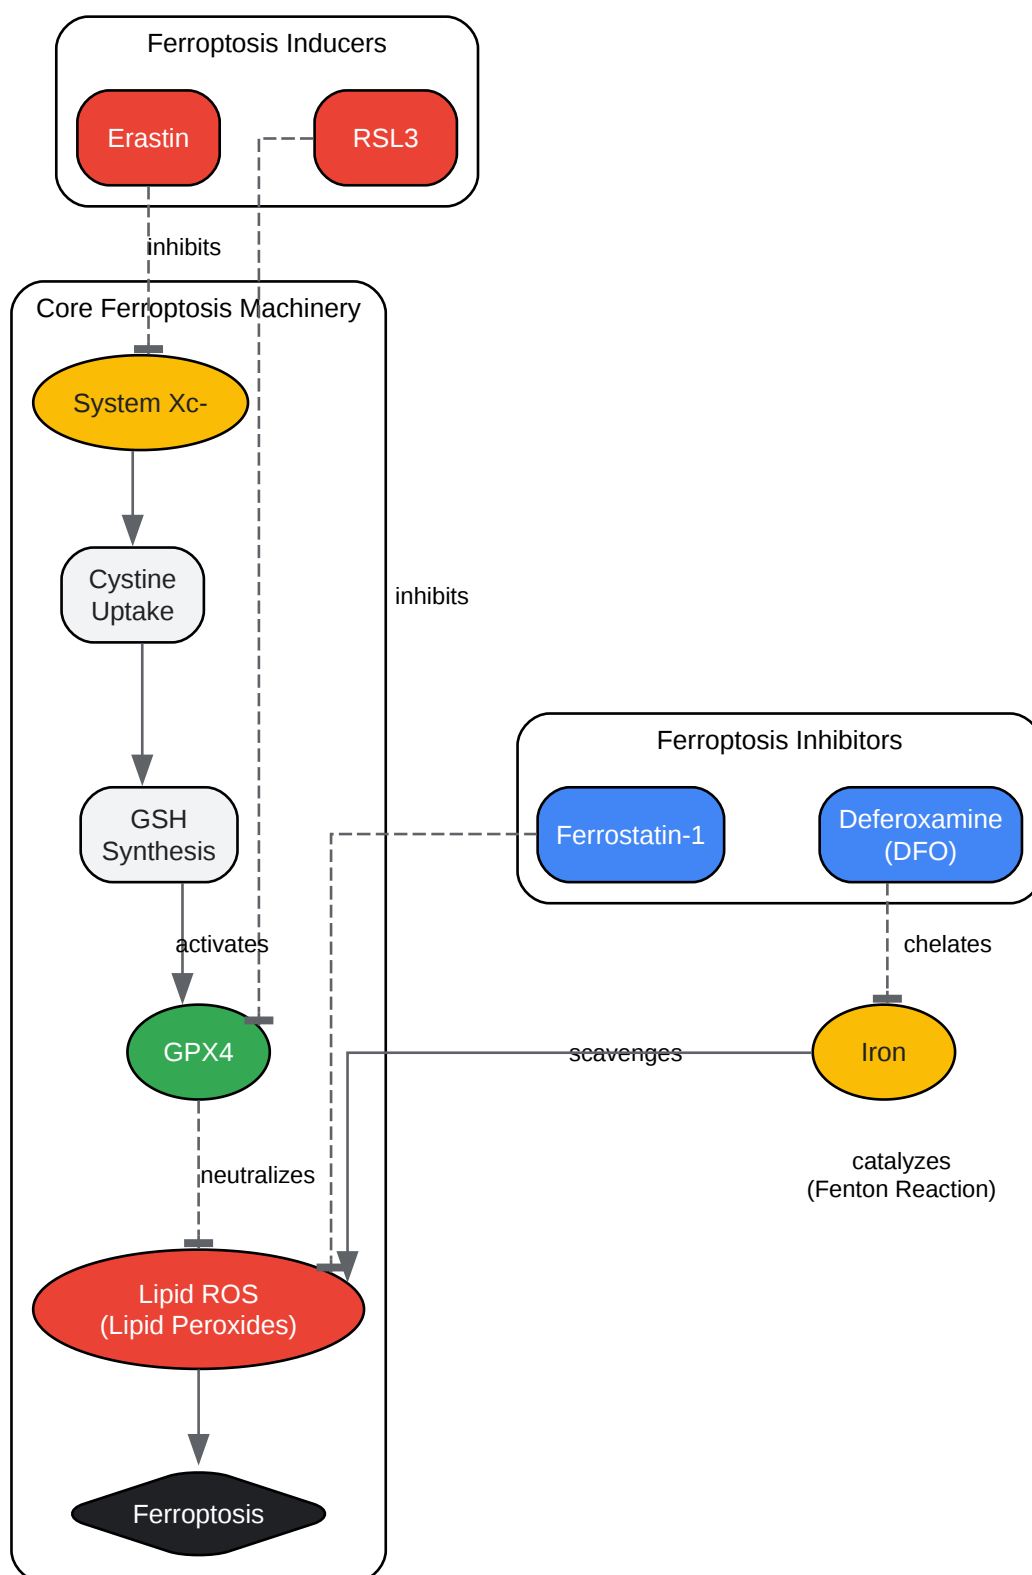 Ferroptosis Inducers
Erastin
RSL3
inhibits
Core Ferroptosis Machinery
System Xc-
Cystine
Uptake
inhibits
Ferroptosis Inhibitors
GSH
Synthesis
Ferrostatin-1
Deferoxamine
(DFO)
activates
chelates
GPX4
scavenges
Iron
neutralizes
catalyzes
(Fenton Reaction)
Lipid ROS
(Lipid Peroxides)
Ferroptosis